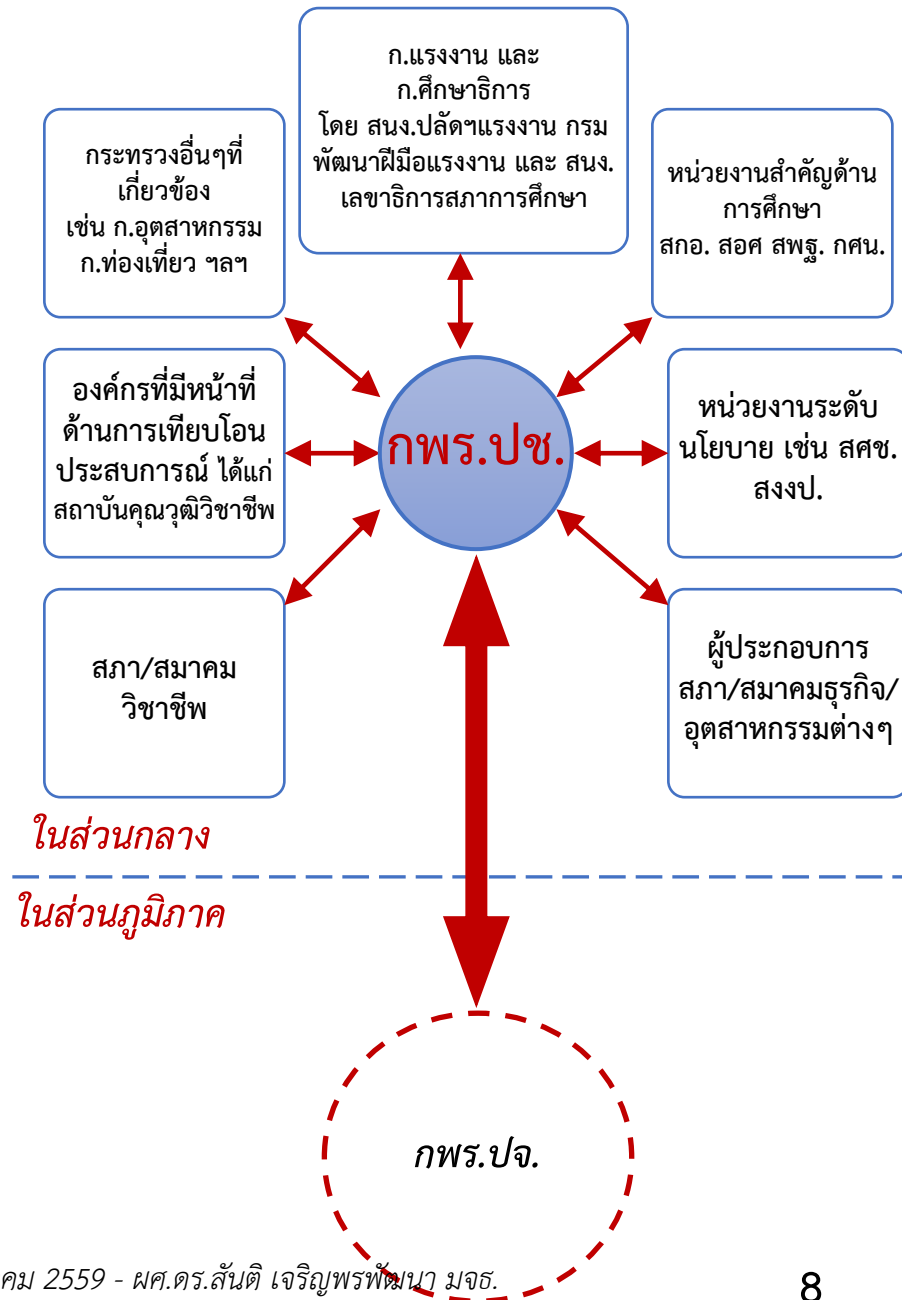 ก.แรงงาน และ
ก.ศึกษาธิการ
โดย สนง.ปลัดฯแรงงาน กรม
พัฒนาฝีมือแรงงาน และ สนง.
เลขาธิการสภาการศึกษา
กระทรวงอื่นๆที่
เกี่ยวข้อง
เช่น ก.อุตสาหกรรม
ก.ท่องเที่ยว ฯลฯ
หน่วยงานสำคัญด้าน
การศึกษา
สกอ. สอศ สพฐ. กศน.
องค์กรที่มีหน้าที่
ด้านการเทียบโอน
ประสบการณ์ ได้แก่
สถาบันคุณวุฒิวิชาชีพ
กพร.ปช.
หน่วยงานระดับ
นโยบาย เช่น สศช.
สงงป.
สภา/สมาคม
วิชาชีพ
ผู้ประกอบการ
สภา/สมาคมธุรกิจ/
อุตสาหกรรมต่างๆ
ในส่วนกลาง
ในส่วนภูมิภาค
กพร.ปจ.
คม 2559 - ผศ.ดร.สันติ เจริญพรพัฒนา มจธ.
8